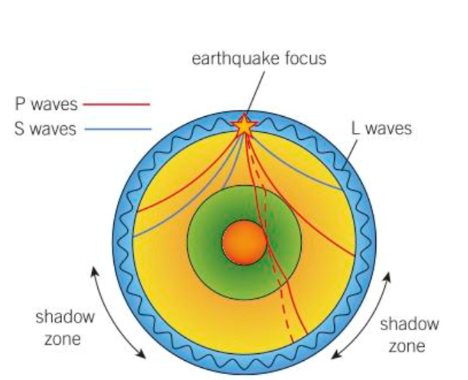 earthquake focus
P waves
S waves
L waves
shadow
zone
shadow
zone